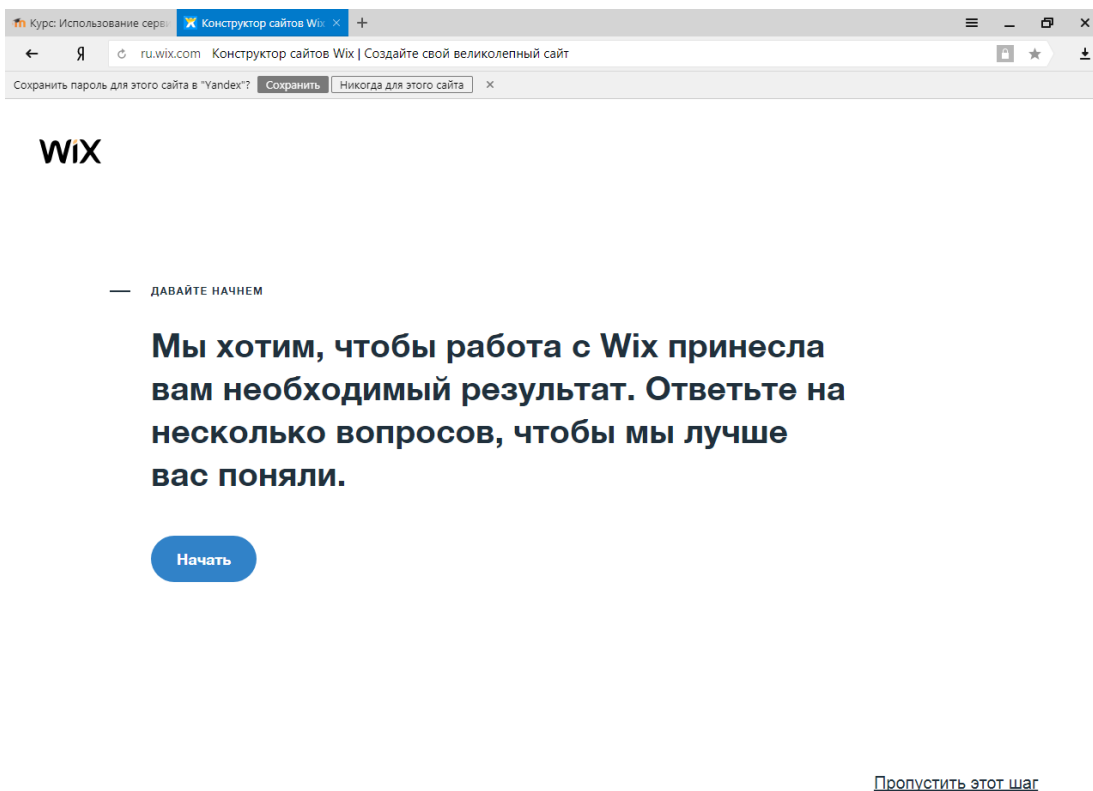 Курс: Использование серви
Конструктор сайтов Wix
Я
ru.wix.com Конструктор сайтов Wix | Создайте свой великолепный сайт
Сохранить пароль для этого сайта в "Yandex"? Сохранить Никогда для этого сайта
WiX
ДАВАЙТЕ НАЧНЕМ
Мы хотим, чтобы работа с Wix принесла
вам необходимый результат. Ответьте на
несколько вопросов, чтобы мы лучше
вас поняли.
Начать
Пропустить этот шаг